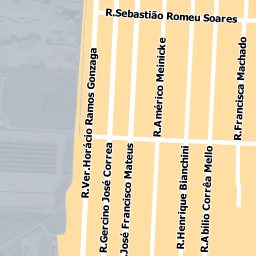 R.Sebastião Romeu Soares
R.Ver.Horácio Ramos Gonzaga
R.Gercino José Correa
José Francisco Mateus
R.Américo Meinicke
R.Henrique Bianchini
R.Abílio Corrêa Mello
R.Francisca Machado